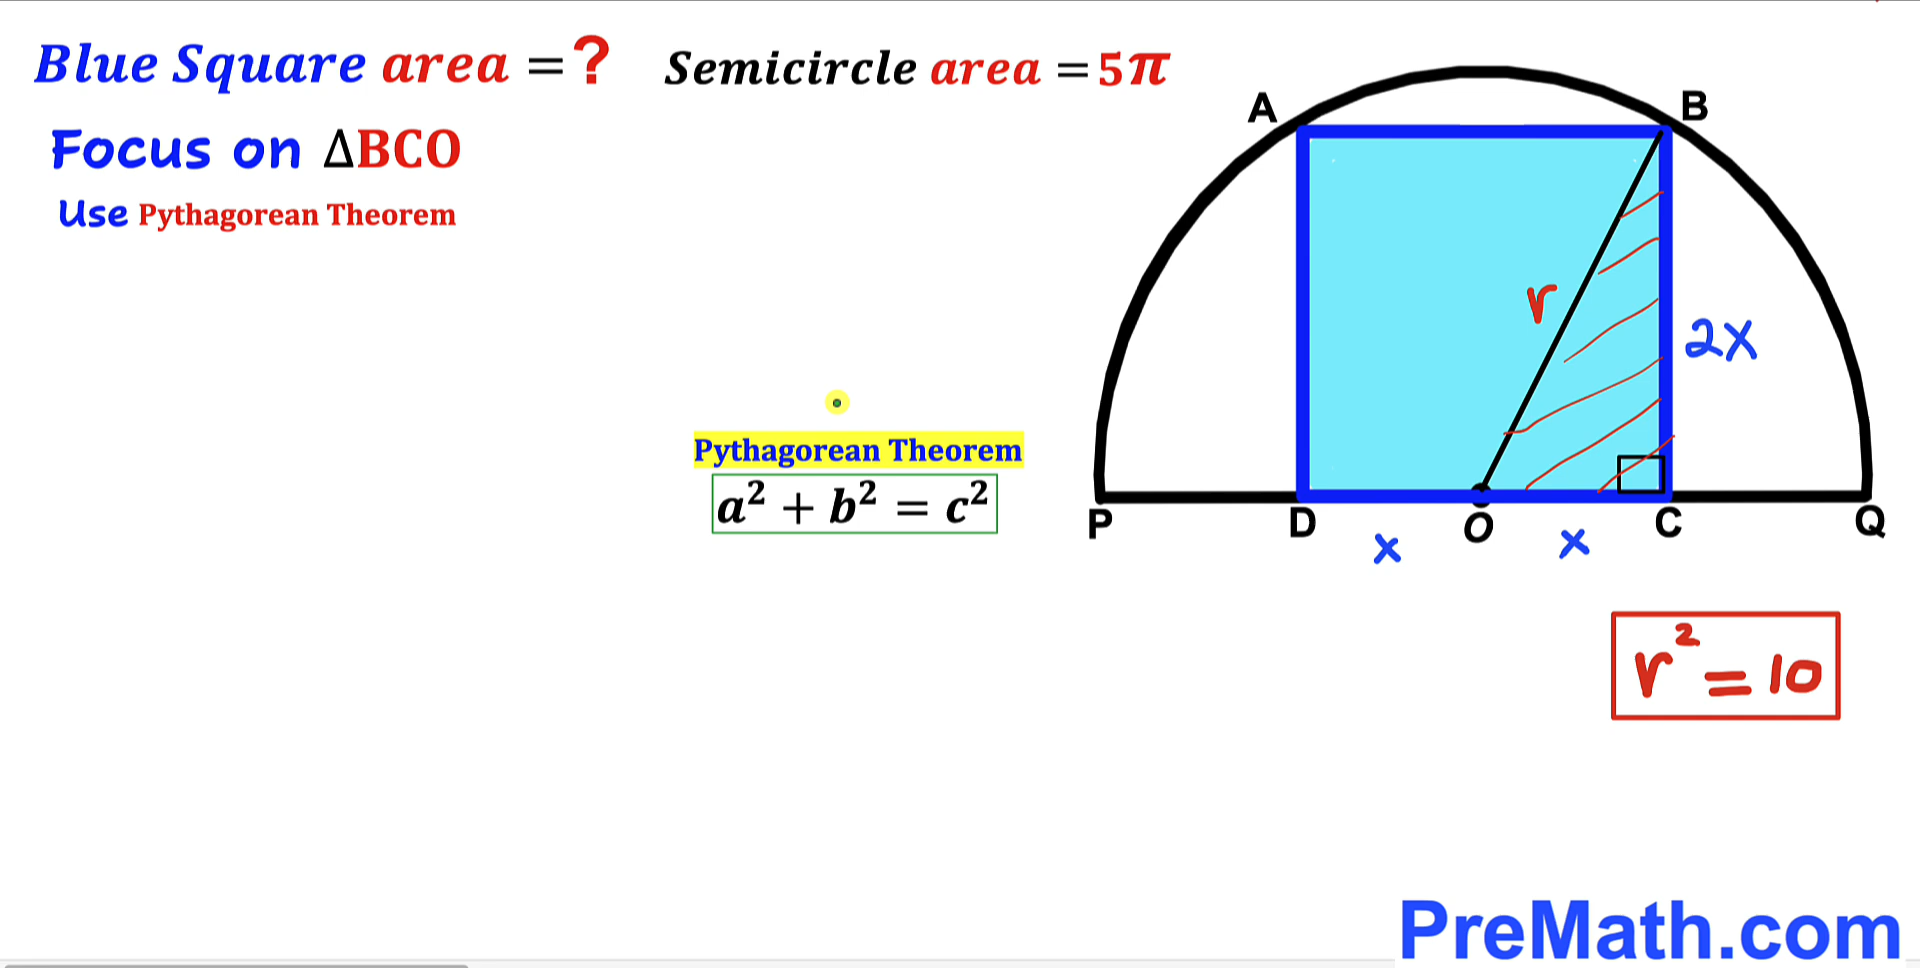 Blue Square area = ? Semicircle area = 5π
Focus on ΔBCO
Use Pythagorean Theorem
A
B
r
2x
Pythagorean Theorem
a² + b² = c²
P D O C Q
x x
r² = 10
PreMath.com